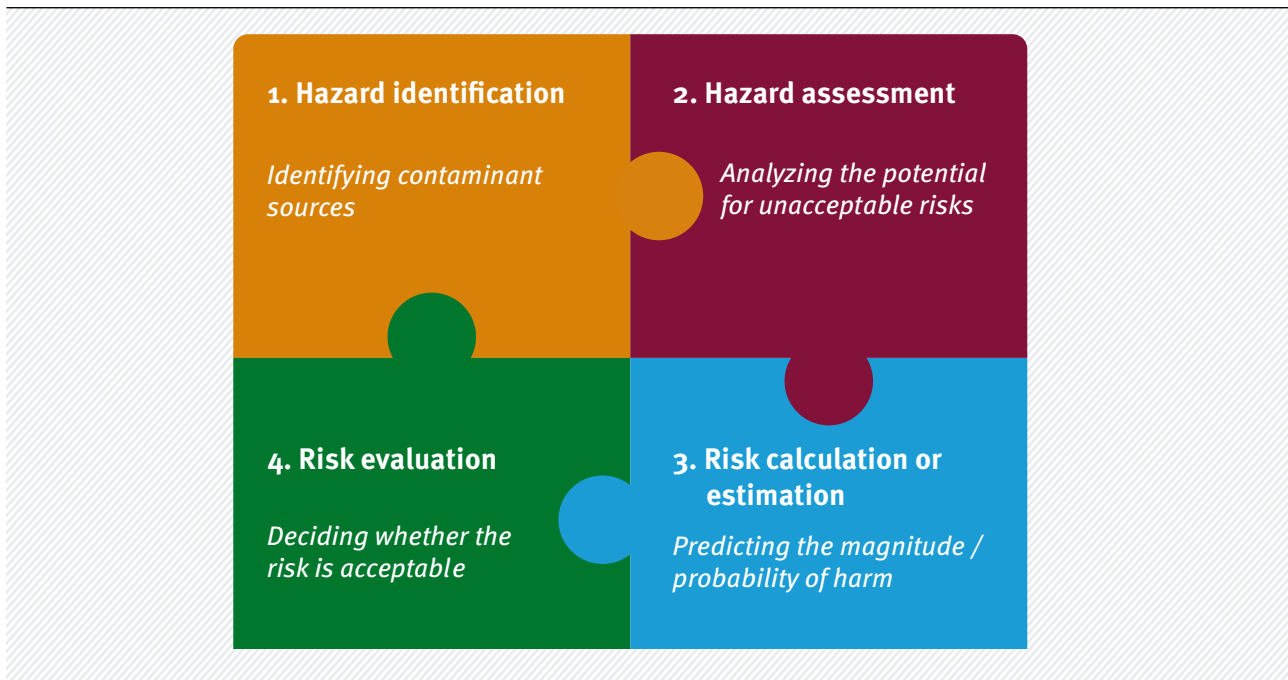 1. Hazard identification
Identifying contaminant
sources
2. Hazard assessment
Analyzing the potential
for unacceptable risks
3. Risk calculation or
estimation
Predicting the magnitude /
probability of harm
4. Risk evaluation
Deciding whether the
risk is acceptable